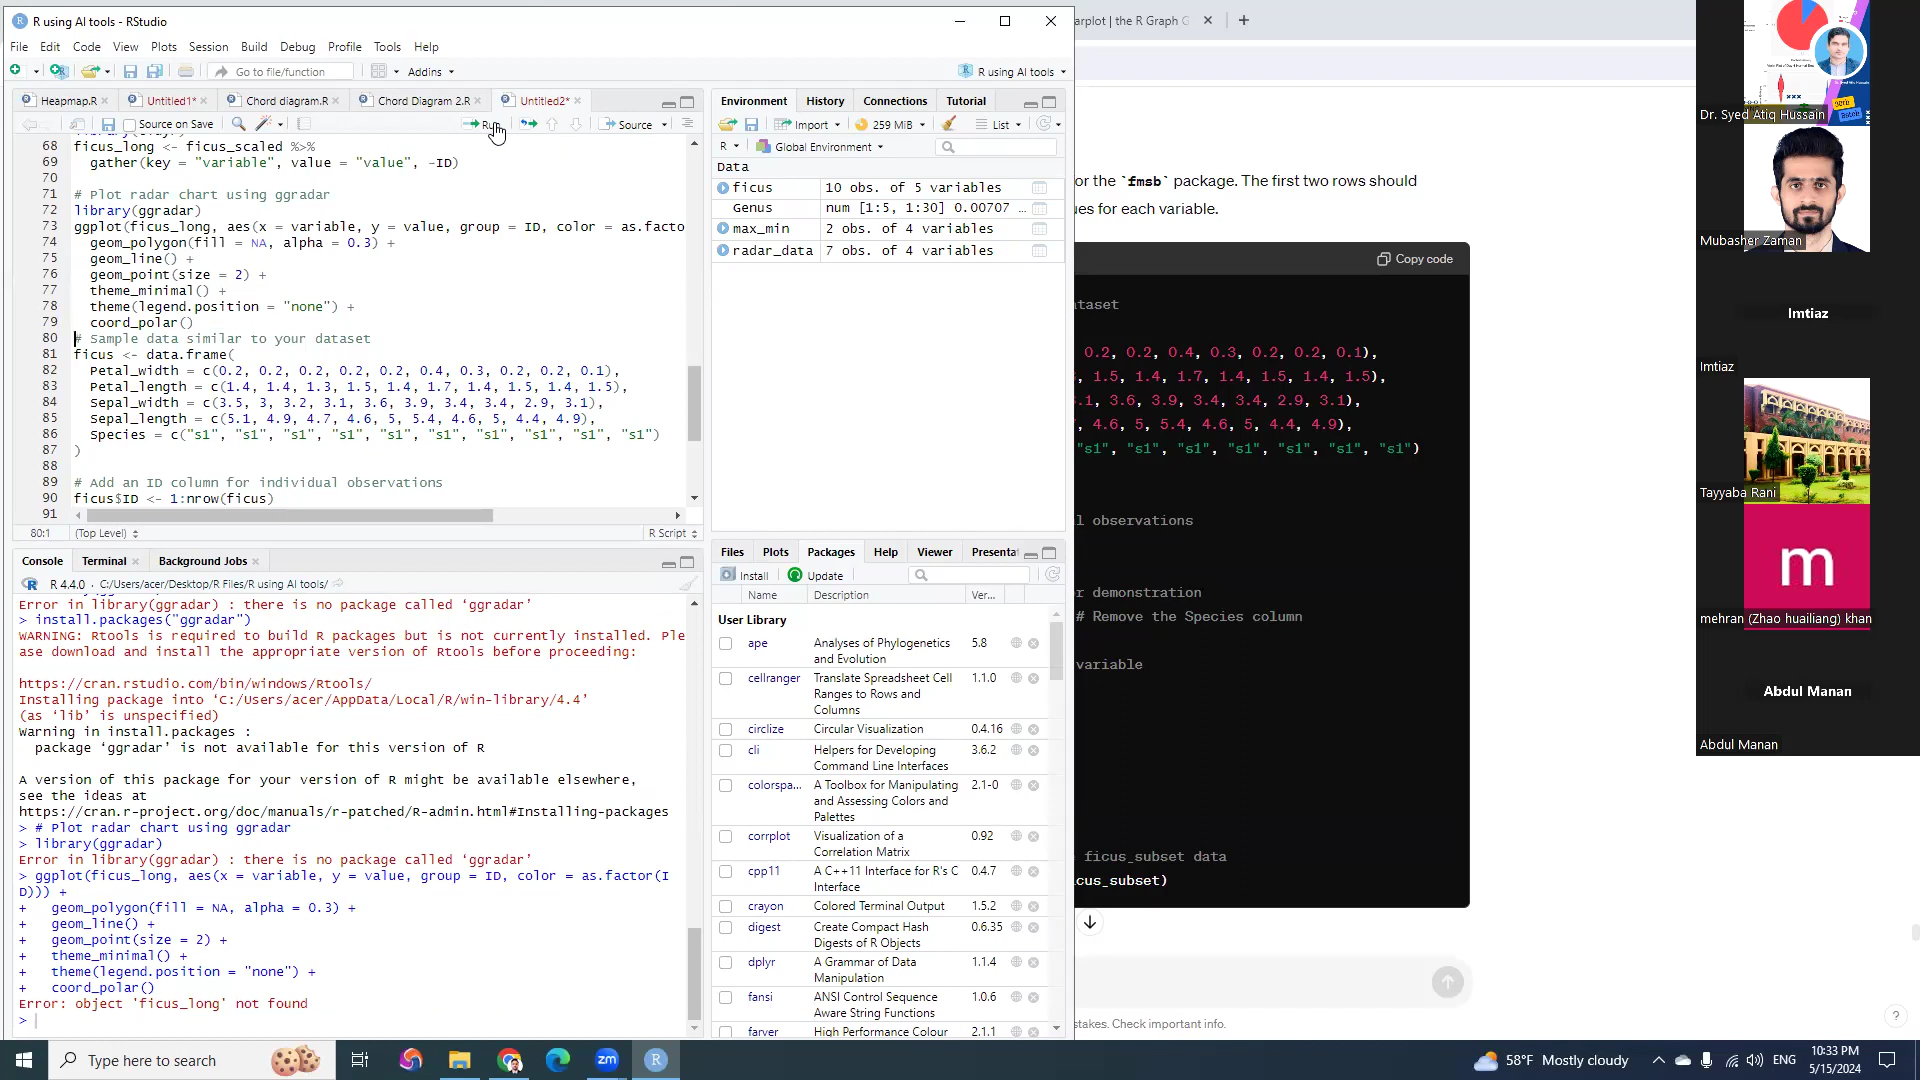 R using AI tools - RStudio
arplot | the R Graph G
File Edit Code View Plots Session Build Debug Profile Tools Help
Go to file/function
Addins
R using AI tools
Heapmap.R
Untitled1*
Chord diagram.R
Chord Diagram 2.R
Untitled2*
Source on Save
Run
Source
68 ficus_long <- ficus_scaled %>%
69 gather(key = "variable", value = "value", -ID)
70
71 # Plot radar chart using ggradar
72 library(ggradar)
73 ggplot(ficus_long, aes(x = variable, y = value, group = ID, color = as.facto
74 geom_polygon(fill = NA, alpha = 0.3) +
75 geom_line() +
76 geom_point(size = 2) +
77 theme_minimal() +
78 theme(legend.position = "none") +
79 coord_polar()
80 # Sample data similar to your dataset
81 ficus <- data.frame(
82 Petal_width = c(0.2, 0.2, 0.2, 0.2, 0.2, 0.4, 0.3, 0.2, 0.2, 0.1),
83 Petal_length = c(1.4, 1.4, 1.3, 1.5, 1.4, 1.7, 1.4, 1.5, 1.4, 1.5),
84 Sepal_width = c(3.5, 3, 3.2, 3.1, 3.6, 3.9, 3.4, 3.4, 2.9, 3.1),
85 Sepal_length = c(5.1, 4.9, 4.7, 4.6, 5, 5.4, 4.6, 5, 4.4, 4.9),
86 Species = c("s1", "s1", "s1", "s1", "s1", "s1", "s1", "s1", "s1", "s1")
87 )
88
89 # Add an ID column for individual observations
90 ficus$ID <- 1:nrow(ficus)
91
80:1 (Top Level) R Script
Console Terminal Background Jobs
R 4.4.0 · C:/Users/acer/Desktop/R Files/R using AI tools/
Error in library(ggradar) : there is no package called ‘ggradar’
> install.packages("ggradar")
WARNING: Rtools is required to build R packages but is not currently installed. Ple
ase download and install the appropriate version of Rtools before proceeding:
https://cran.rstudio.com/bin/windows/Rtools/
Installing package into ‘C:/Users/acer/AppData/Local/R/win-library/4.4’
(as ‘lib’ is unspecified)
Warning in install.packages :
package ‘ggradar’ is not available for this version of R
A version of this package for your version of R might be available elsewhere,
see the ideas at
https://cran.r-project.org/doc/manuals/r-patched/R-admin.html#Installing-packages
> # Plot radar chart using ggradar
> library(ggradar)
Error in library(ggradar) : there is no package called ‘ggradar’
> ggplot(ficus_long, aes(x = variable, y = value, group = ID, color = as.factor(I
D))) +
+ geom_polygon(fill = NA, alpha = 0.3) +
+ geom_line() +
+ geom_point(size = 2) +
+ theme_minimal() +
+ theme(legend.position = "none") +
+ coord_polar()
Error: object 'ficus_long' not found
>
Environment History Connections Tutorial
Import 259 MiB List
R Global Environment
Data
ficus 10 obs. of 5 variables
Genus num [1:5, 1:30] 0.00707 ...
max_min 2 obs. of 4 variables
radar_data 7 obs. of 4 variables
Files Plots Packages Help Viewer Presentat
Install Update
Name Description Ver...
User Library
ape Analyses of Phylogenetics and Evolution 5.8
cellranger Translate Spreadsheet Cell Ranges to Rows and Columns 1.1.0
circlize Circular Visualization 0.4.16
cli Helpers for Developing Command Line Interfaces 3.6.2
colorspa... A Toolbox for Manipulating and Assessing Colors and Palettes 2.1-0
corrplot Visualization of a Correlation Matrix 0.92
cpp11 A C++11 Interface for R's C Interface 0.4.7
crayon Colored Terminal Output 1.5.2
digest Create Compact Hash Digests of R Objects 0.6.35
dplyr A Grammar of Data Manipulation 1.1.4
fansi ANSI Control Sequence Aware String Functions 1.0.6
farver High Performance Colour 2.1.1
or the `fmsb` package. The first two rows should
ues for each variable.
Copy code
ataset
0.2, 0.2, 0.4, 0.3, 0.2, 0.2, 0.1),
1.5, 1.4, 1.7, 1.4, 1.5, 1.4, 1.5),
.1, 3.6, 3.9, 3.4, 3.4, 2.9, 3.1),
4.6, 5, 5.4, 4.6, 5, 4.4, 4.9),
"s1", "s1", "s1", "s1", "s1", "s1", "s1")
l observations
r demonstration
# Remove the Species column
variable
ficus_subset data
cus_subset)
stakes. Check important info.
?
Dr. Syed Atiq Hussain
Mubasher Zaman
Imtiaz
Imtiaz
Tayyaba Rani
m
mehran (Zhao huailiang) khan
Abdul Manan
Abdul Manan
Type here to search
zm
R
58°F Mostly cloudy
ENG
10:33 PM
5/15/2024